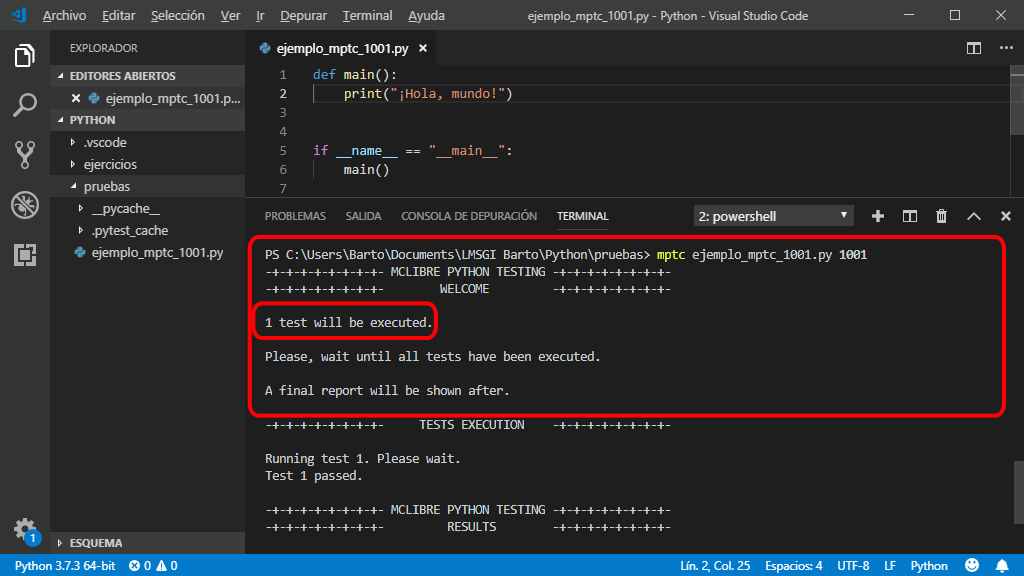 Archivo Editar Selección Ver Ir Depurar Terminal Ayuda ejemplo_mptc_1001.py - Python - Visual Studio Code
EXPLORADOR
EDITORES ABIERTOS
ejemplo_mptc_1001.p...
PYTHON
.vscode
ejercicios
pruebas
__pycache__
.pytest_cache
ejemplo_mptc_1001.py
ESQUEMA
ejemplo_mptc_1001.py
1 def main():
2 print("¡Hola, mundo!")
3
4
5 if __name__ == "__main__":
6 main()
7
PROBLEMAS SALIDA CONSOLA DE DEPURACIÓN TERMINAL 2: powershell
PS C:\Users\Barto\Documents\LMSGI Barto\Python\pruebas> mptc ejemplo_mptc_1001.py 1001
-+-+-+-+-+-+-+-+- MCLIBRE PYTHON TESTING -+-+-+-+-+-+-+-+-
-+-+-+-+-+-+-+-+- WELCOME -+-+-+-+-+-+-+-+-
1 test will be executed.
Please, wait until all tests have been executed.
A final report will be shown after.
-+-+-+-+-+-+-+-+- TESTS EXECUTION -+-+-+-+-+-+-+-+-
Running test 1. Please wait.
Test 1 passed.
-+-+-+-+-+-+-+-+- MCLIBRE PYTHON TESTING -+-+-+-+-+-+-+-+-
-+-+-+-+-+-+-+-+- RESULTS -+-+-+-+-+-+-+-+-
1
Python 3.7.3 64-bit 0 0 Lín. 2, Col. 25 Espacios: 4 UTF-8 LF Python